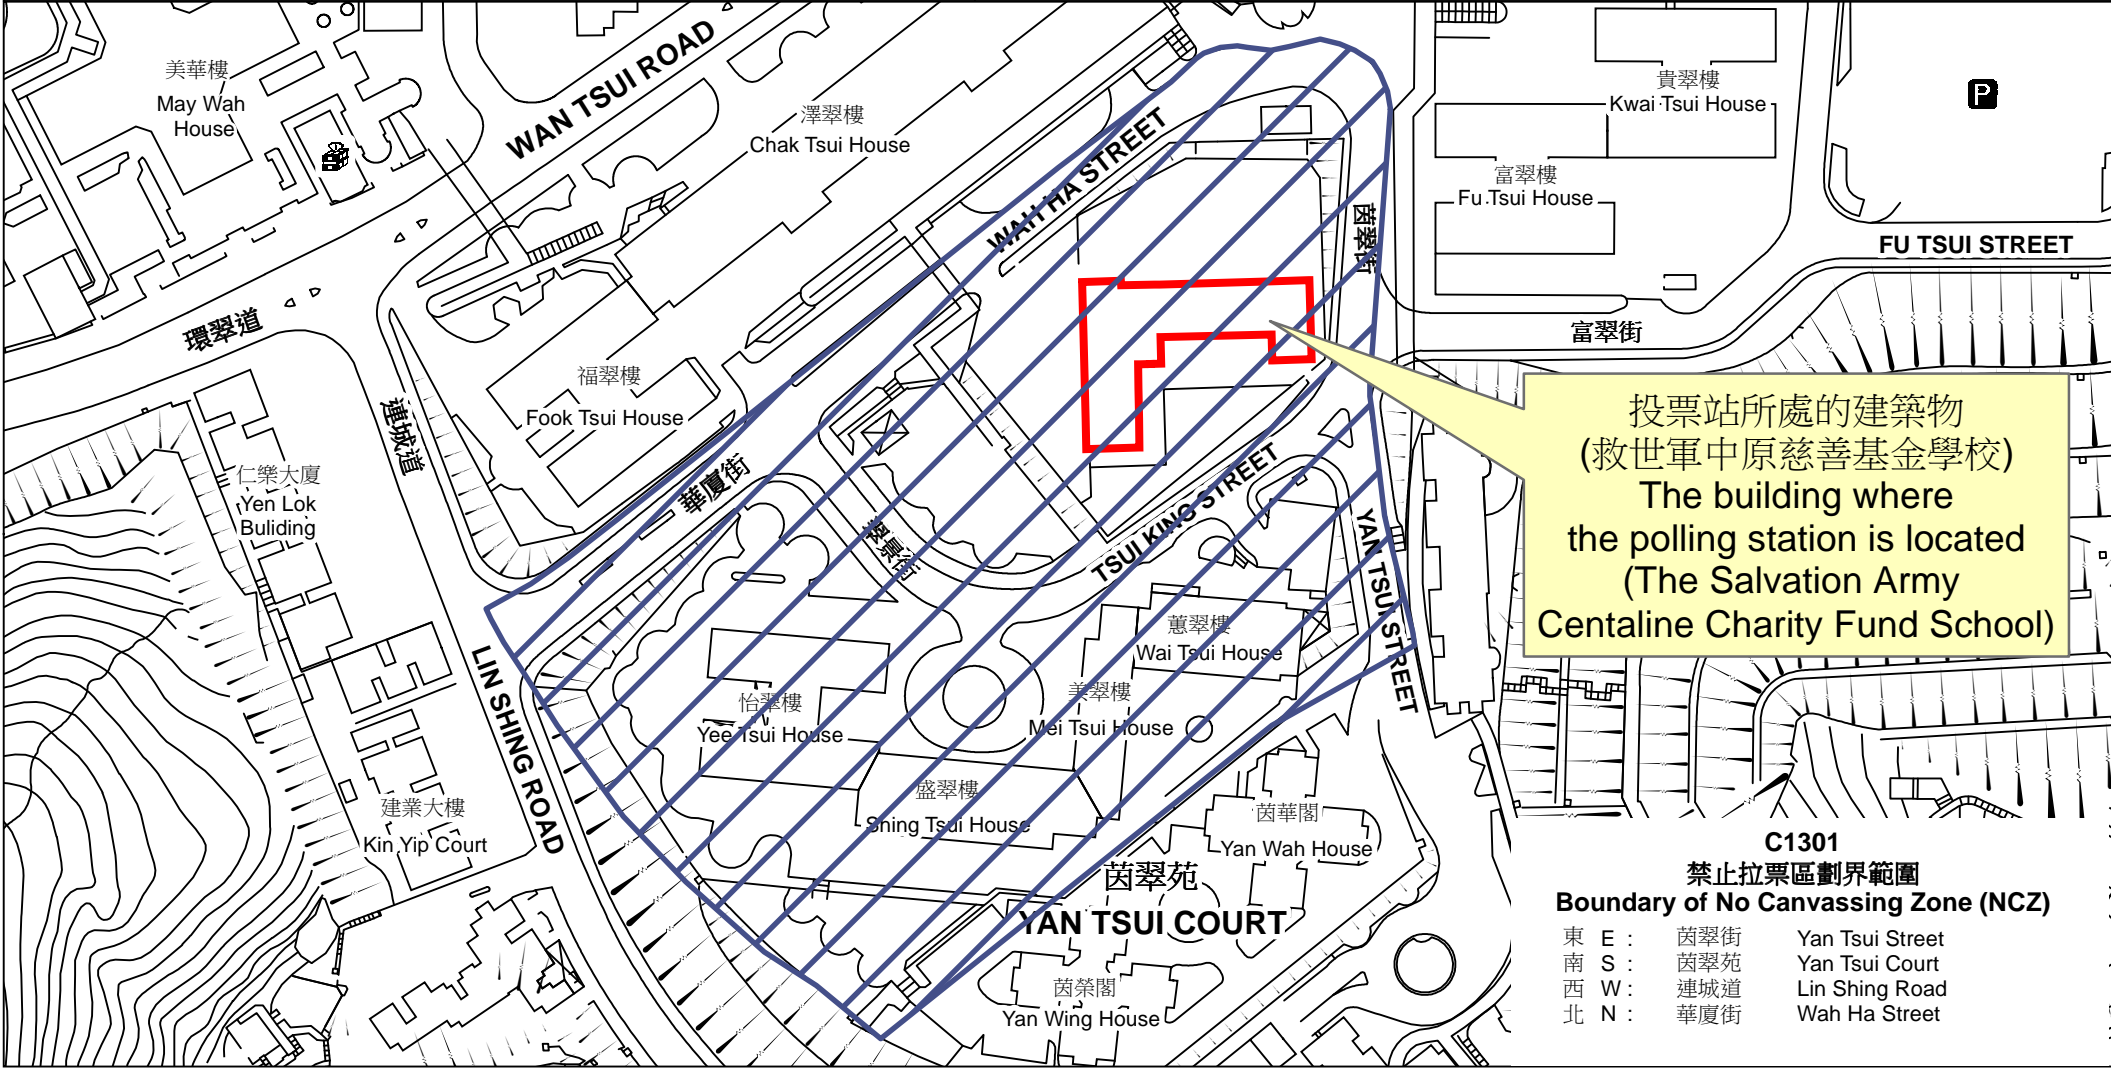 美華樓
May Wah
House
WAN TSUI ROAD
澤翠樓
Chak Tsui House
貴翠樓
Kwai Tsui House
P
富翠樓
Fu Tsui House
WAH HA STREET
茵翠街
FU TSUI STREET
環翠道
富翠街
福翠樓
Fook Tsui House
連城道
仁樂大廈
Yen Lok
Buliding
華廈街
翠景街
TSUI KING STREET
YAN TSUI STREET
投票站所處的建築物
(救世軍中原慈善基金學校)
The building where
the polling station is located
(The Salvation Army
Centaline Charity Fund School)
蕙翠樓
Wai Tsui House
美翠樓
Mei Tsui House
怡翠樓
Yee Tsui House
LIN SHING ROAD
盛翠樓
Shing Tsui House
建業大樓
Kin Yip Court
茵華閣
Yan Wah House
茵翠苑
YAN TSUI COURT
茵榮閣
Yan Wing House
C1301
禁止拉票區劃界範圍
Boundary of No Canvassing Zone (NCZ)
東 E : 茵翠街 Yan Tsui Street
南 S : 茵翠苑 Yan Tsui Court
西 W : 連城道 Lin Shing Road
北 N : 華廈街 Wah Ha Street